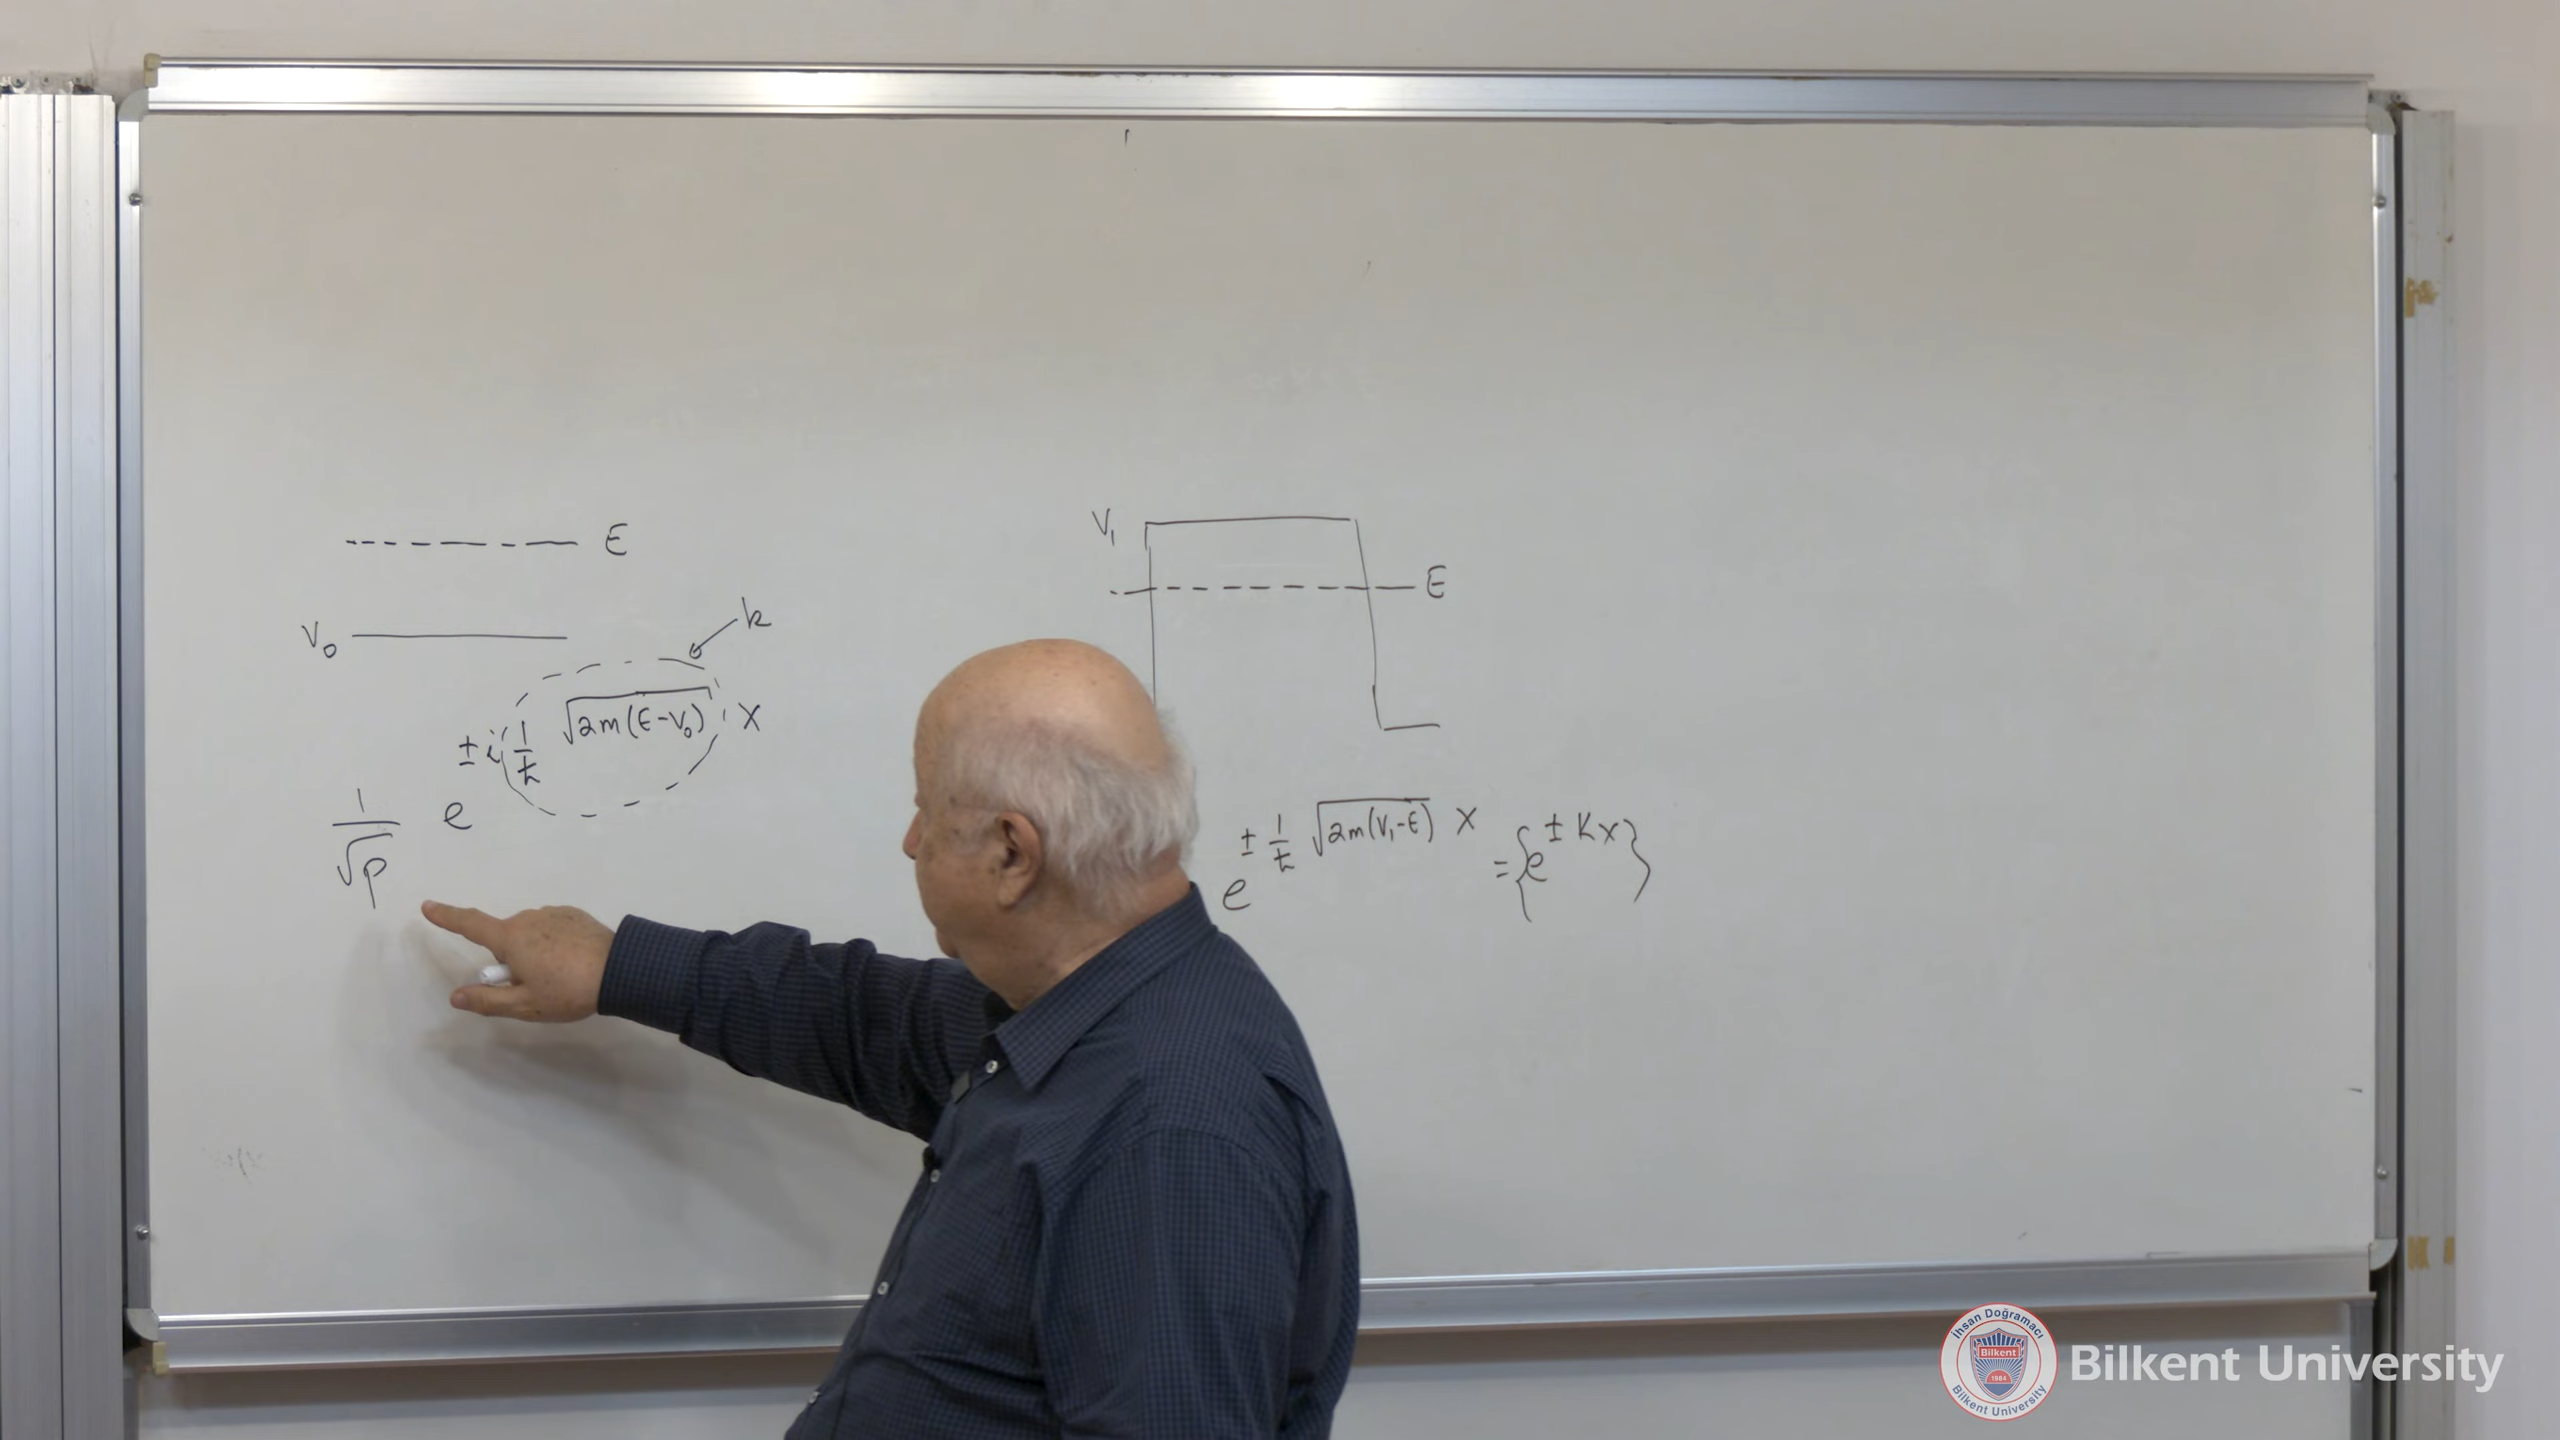 E
V₀
k
1/√p e^{± i 1/ħ √(2m(E-V₀)) x}
V₁
E
e^{± 1/ħ √(2m(V₁-E)) x} = {e^{± Kx}}
İhsan Doğramacı
Bilkent
1984
Bilkent University
Bilkent University